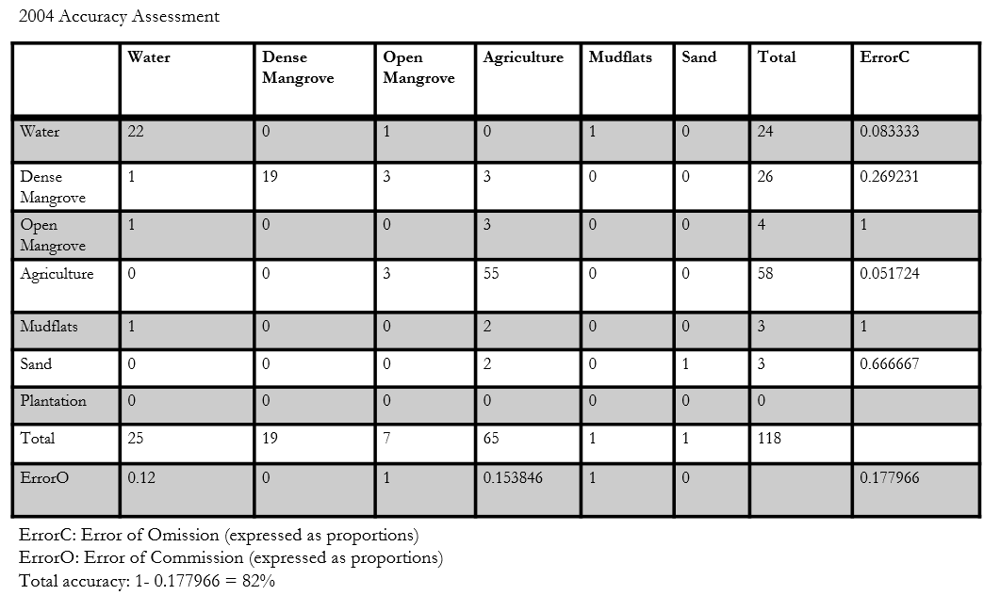 2004 Accuracy Assessment
Water Dense Mangrove Open Mangrove Agriculture Mudflats Sand Total ErrorC
Water 22 0 1 0 1 0 24 0.083333
Dense Mangrove 1 19 3 3 0 0 26 0.269231
Open Mangrove 1 0 0 3 0 0 4 1
Agriculture 0 0 3 55 0 0 58 0.051724
Mudflats 1 0 0 2 0 0 3 1
Sand 0 0 0 2 0 1 3 0.666667
Plantation 0 0 0 0 0 0 0
Total 25 19 7 65 1 1 118
ErrorO 0.12 0 1 0.153846 1 0 0.177966
ErrorC: Error of Omission (expressed as proportions)
ErrorO: Error of Commission (expressed as proportions)
Total accuracy: 1- 0.177966 = 82%